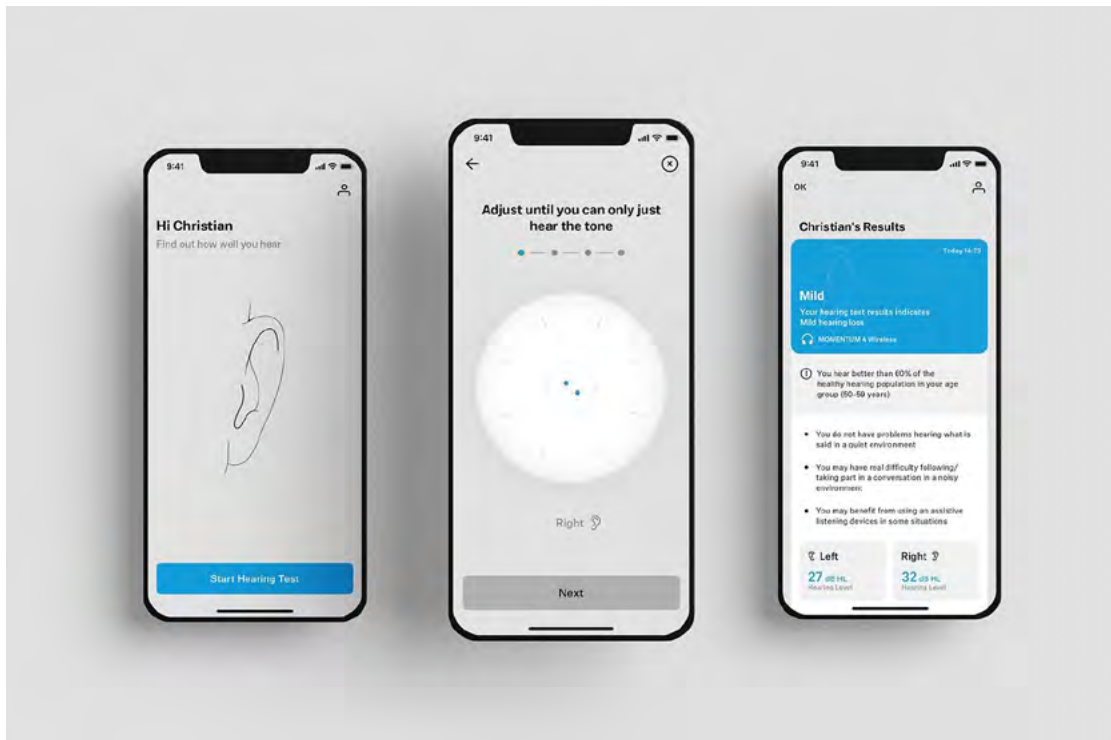 9:41
Hi Christian
Find out how well you hear
Start Hearing Test
9:41
Adjust until you can only just
hear the tone
Right
Next
9:41
OK
Christian's Results
Today
Mild
Your hearing test results indicates
Mild hearing loss
MOMENTUM 4 Wireless
You hear better than 60% of the
healthy hearing population in your age
group (50-59 years)
• You do not have problems hearing what is
said in a quiet environment
• You may have real difficulty following/
taking part in a conversation in a noisy
environment
• You may benefit from using an assistive
listening devices in some situations
Left
27 dB HL
Hearing Level
Right
32 dB HL
Hearing Level